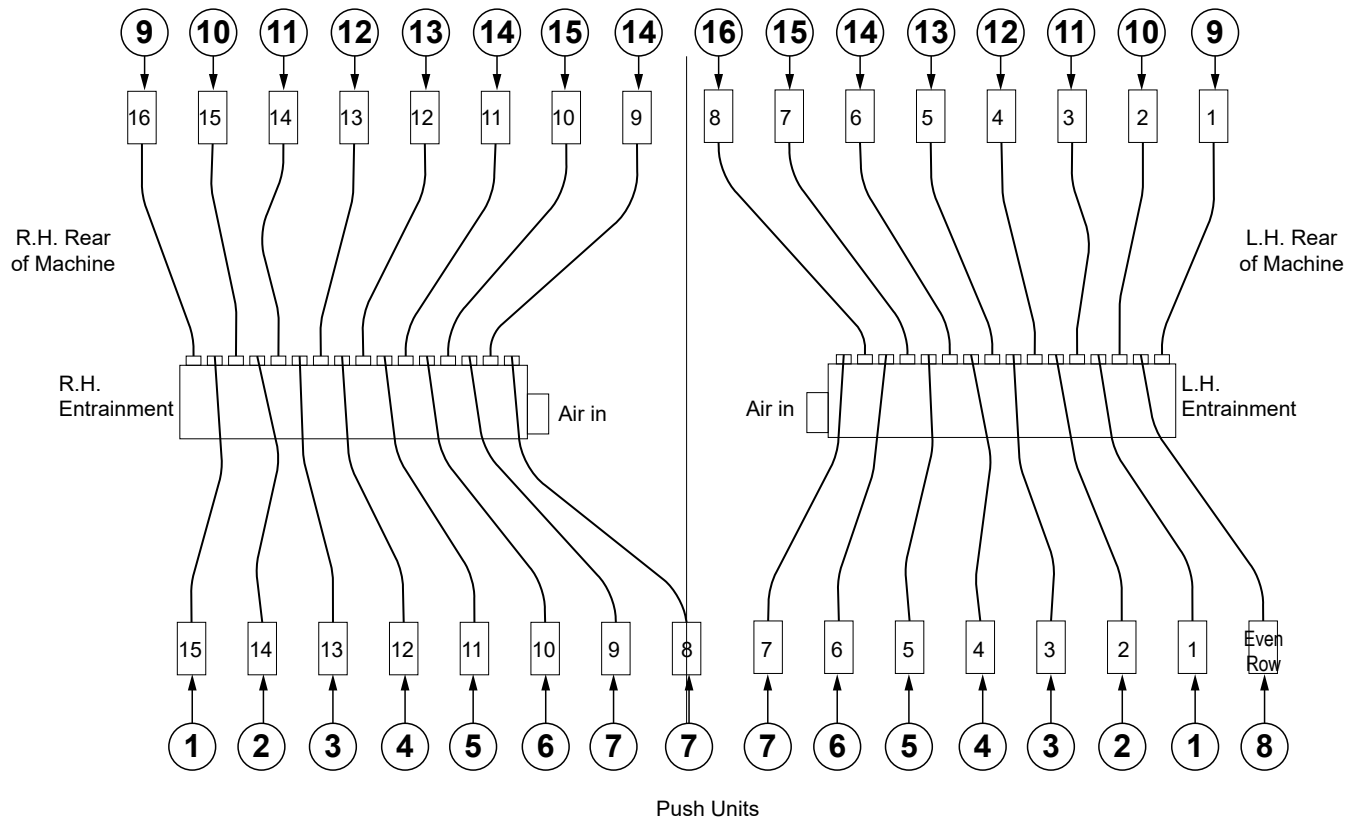 9 10 11 12 13 14 15 14 16 15 14 13 12 11 10 9
16 15 14 13 12 11 10 9 8 7 6 5 4 3 2 1
R.H. Rear
of Machine
L.H. Rear
of Machine
R.H.
Entrainment
Air in
Air in
L.H.
Entrainment
15 14 13 12 11 10 9 8 7 6 5 4 3 2 1 Even
Row
1 2 3 4 5 6 7 7 7 6 5 4 3 2 1 8
Push Units